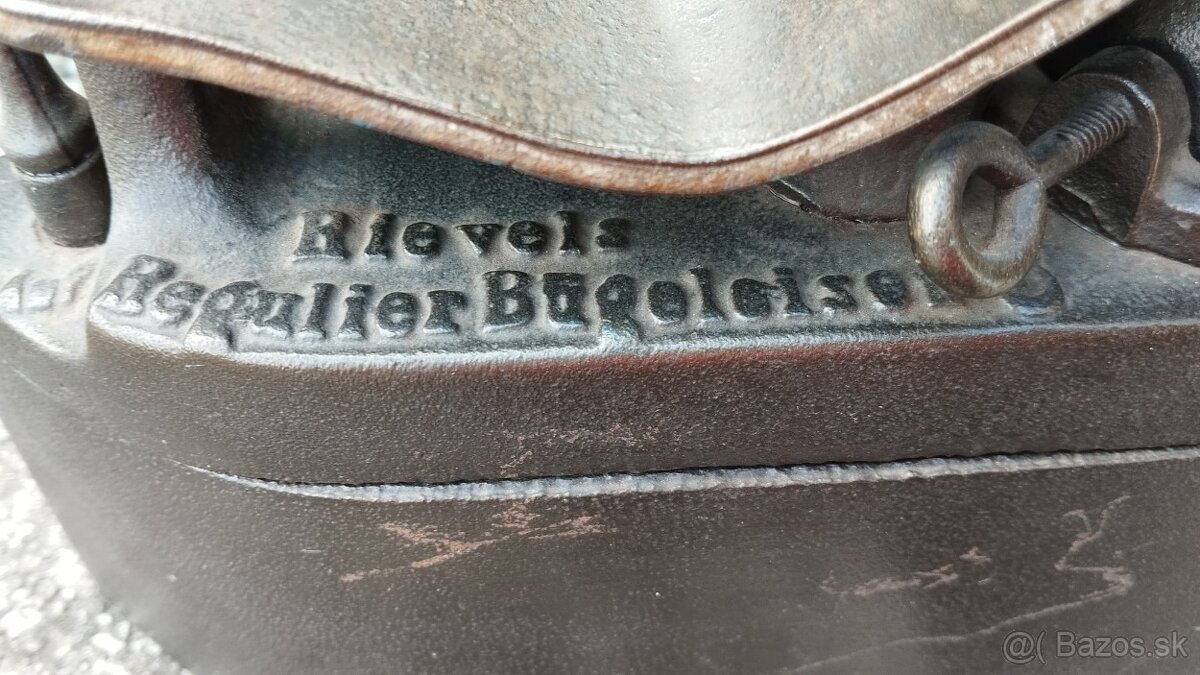 Rievels
Regulier Bügeleisen
@( Bazos.sk